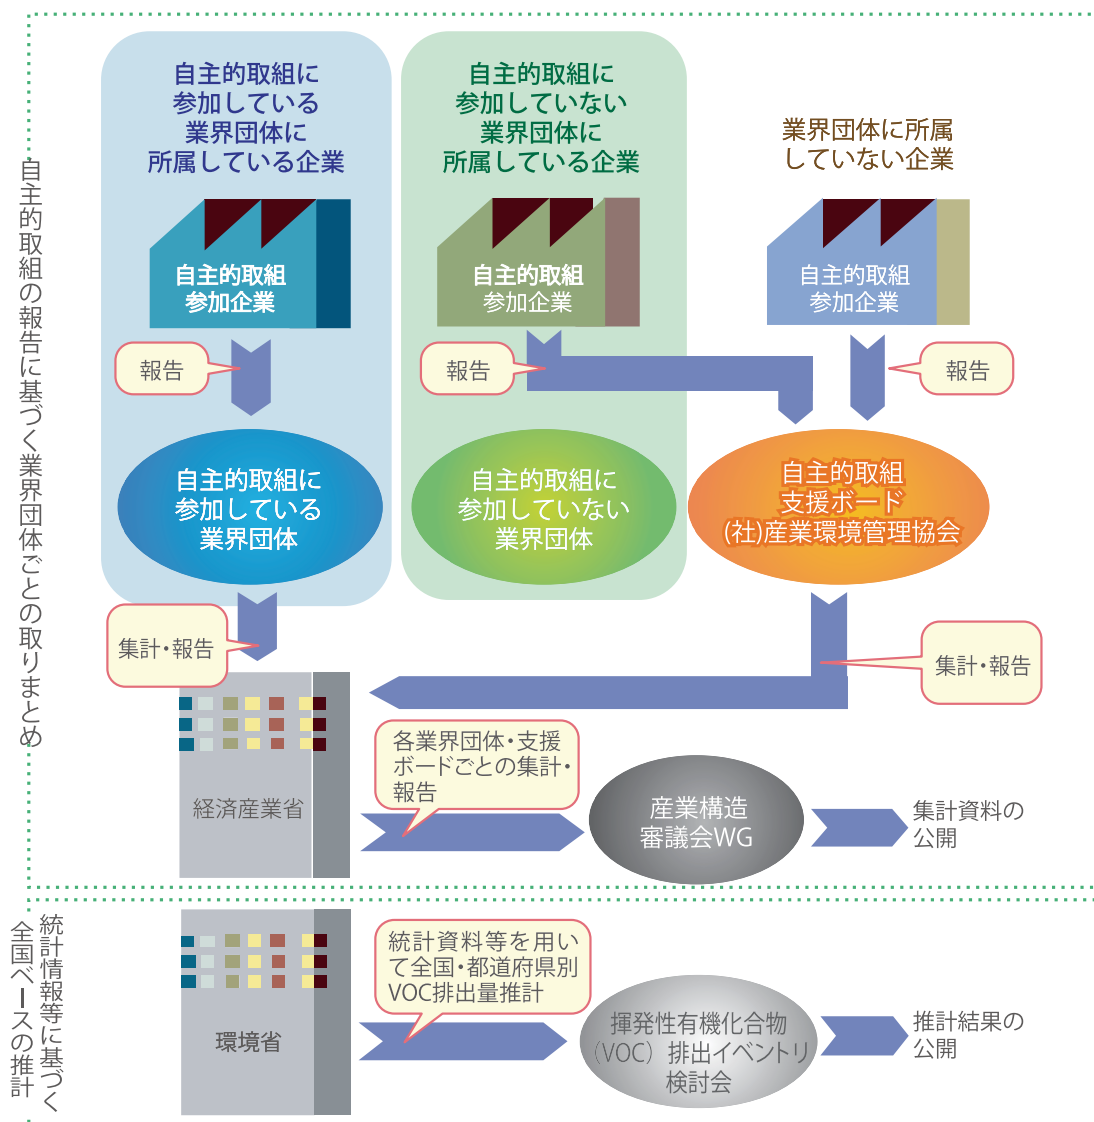 自主的取組の報告に基づく業界団体ごとの取りまとめ
自主的取組に
参加している
業界団体に
所属している企業
自主的取組に
参加していない
業界団体に
所属している企業
業界団体に所属
していない企業
自主的取組
参加企業
自主的取組
参加企業
自主的取組
参加企業
報告
報告
報告
自主的取組に
参加している
業界団体
自主的取組に
参加していない
業界団体
自主的取組
支援ボード
(社)産業環境管理協会
集計・報告
集計・報告
経済産業省
各業界団体・支援
ボードごとの集計・
報告
産業構造
審議会WG
集計資料の
公開
統計情報等に基づく
全国ベースの推計
環境省
統計資料等を用い
て全国・都道府県別
VOC排出量推計
揮発性有機化合物
（VOC）排出イベントリ
検討会
推計結果の
公開